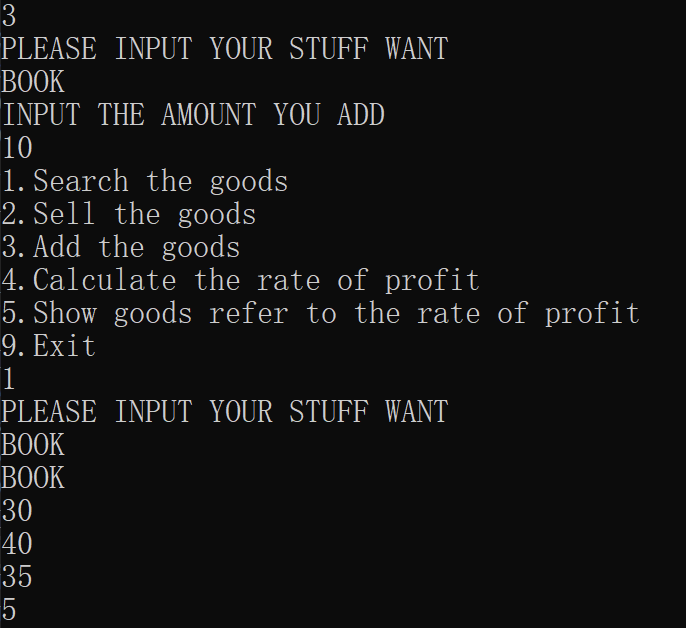 3
PLEASE INPUT YOUR STUFF WANT
BOOK
INPUT THE AMOUNT YOU ADD
10
1.Search the goods
2.Sell the goods
3.Add the goods
4.Calculate the rate of profit
5.Show goods refer to the rate of profit
9.Exit
1
PLEASE INPUT YOUR STUFF WANT
BOOK
BOOK
30
40
35
5